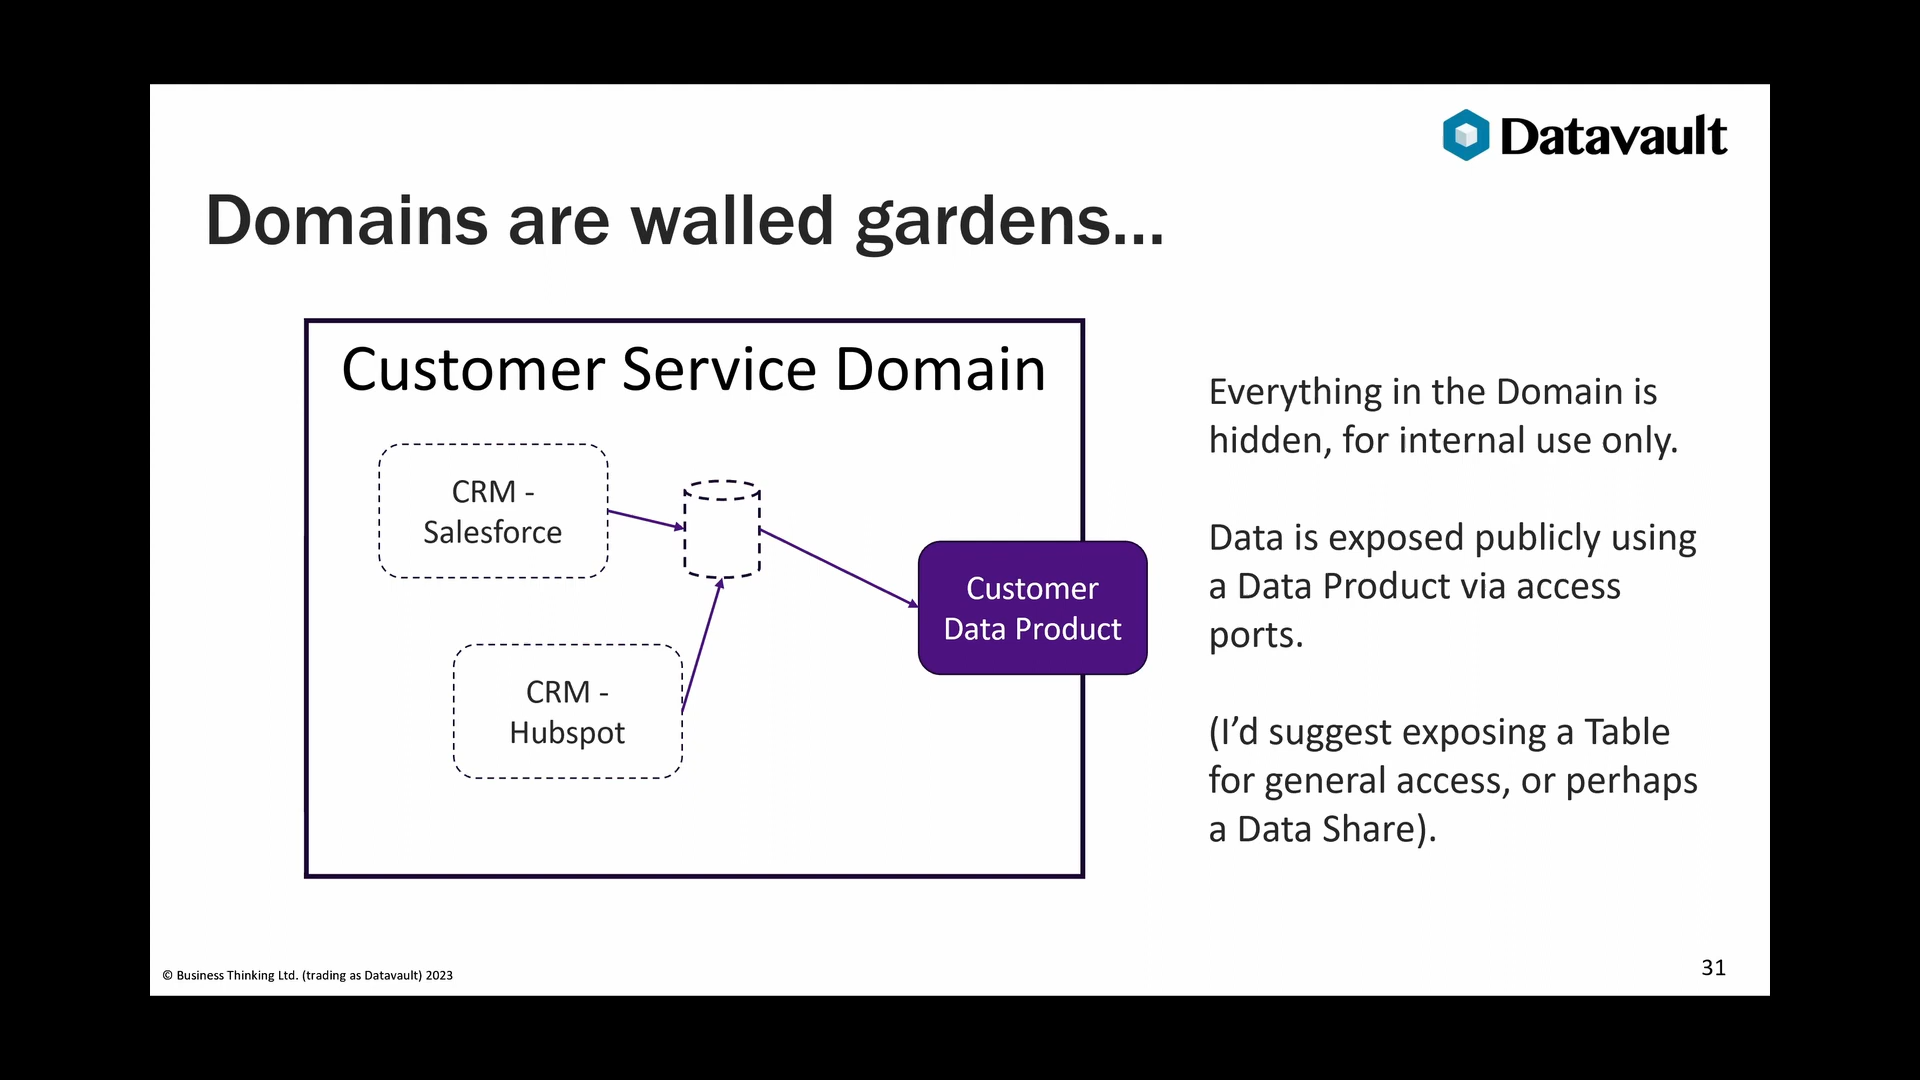 Datavault
Domains are walled gardens...
Customer Service Domain
CRM -
Salesforce
CRM -
Hubspot
Customer
Data Product
Everything in the Domain is
hidden, for internal use only.
Data is exposed publicly using
a Data Product via access
ports.
(I’d suggest exposing a Table
for general access, or perhaps
a Data Share).
© Business Thinking Ltd. (trading as Datavault) 2023
31